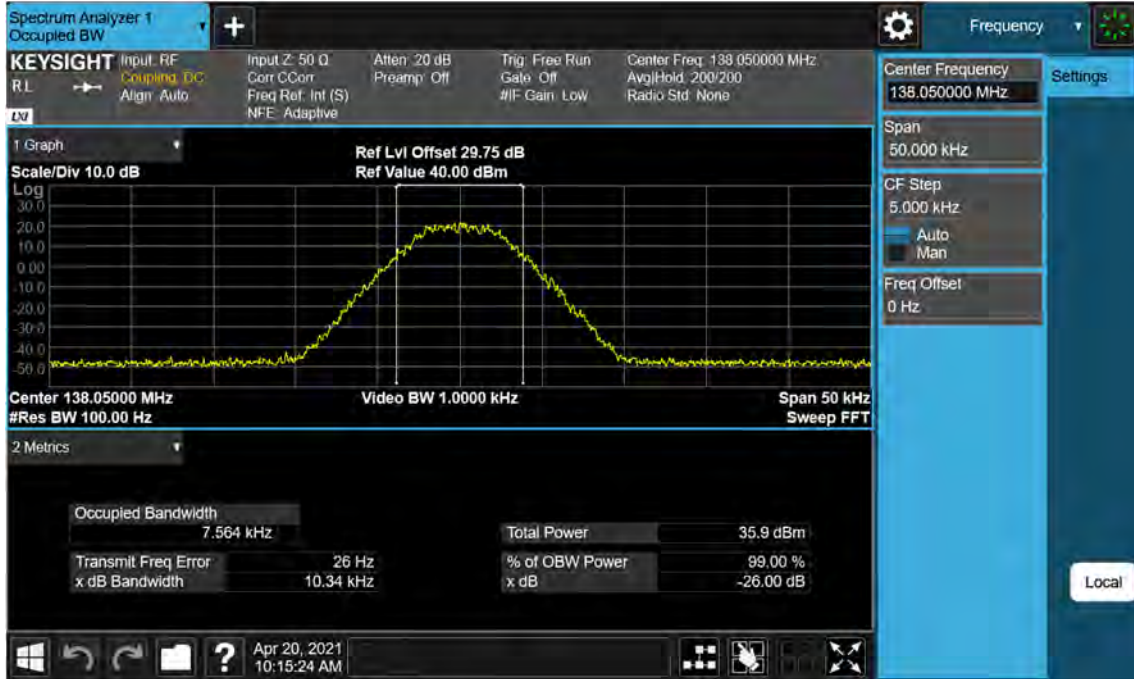 Spectrum Analyzer 1
Occupied BW
+
Frequency
KEYSIGHT
RL
LXI
Input: RF
Coupling: DC
Align: Auto
Input Z: 50 Ω
Corr CCorr
Freq Ref: Int (S)
NFE: Adaptive
Atten: 20 dB
Preamp: Off
Trig: Free Run
Gate: Off
#IF Gain: Low
Center Freq: 138.050000 MHz
Avg|Hold: 200/200
Radio Std: None
Center Frequency
138.050000 MHz
Settings
Span
50.000 kHz
CF Step
5.000 kHz
Auto
Man
Freq Offset
0 Hz
Local
1 Graph
Scale/Div 10.0 dB
Ref Lvl Offset 29.75 dB
Ref Value 40.00 dBm
Log
30.0
20.0
10.0
0.00
-10.0
-20.0
-30.0
-40.0
-50.0
Center 138.05000 MHz
#Res BW 100.00 Hz
Video BW 1.0000 kHz
Span 50 kHz
Sweep FFT
2 Metrics
Occupied Bandwidth
7.564 kHz
Total Power 35.9 dBm
Transmit Freq Error 26 Hz
% of OBW Power 99.00 %
x dB Bandwidth 10.34 kHz
x dB -26.00 dB
?
Apr 20, 2021
10:15:24 AM